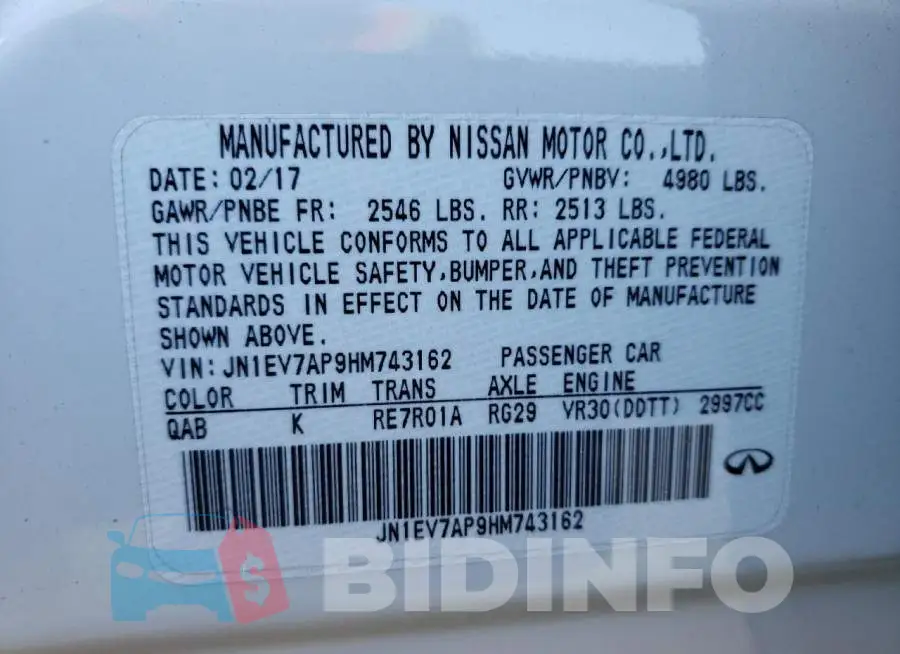 MANUFACTURED BY NISSAN MOTOR CO.,LTD.
DATE: 02/17 GVWR/PNBV: 4980 LBS.
GAWR/PNBE FR: 2546 LBS. RR: 2513 LBS.
THIS VEHICLE CONFORMS TO ALL APPLICABLE FEDERAL
MOTOR VEHICLE SAFETY,BUMPER,AND THEFT PREVENTION
STANDARDS IN EFFECT ON THE DATE OF MANUFACTURE
SHOWN ABOVE.
VIN: JN1EV7AP9HM743162 PASSENGER CAR
COLOR TRIM TRANS AXLE ENGINE
QAB K RE7R01A RG29 VR30(DDTT) 2997CC
JN1EV7AP9HM743162
$ BIDINFO